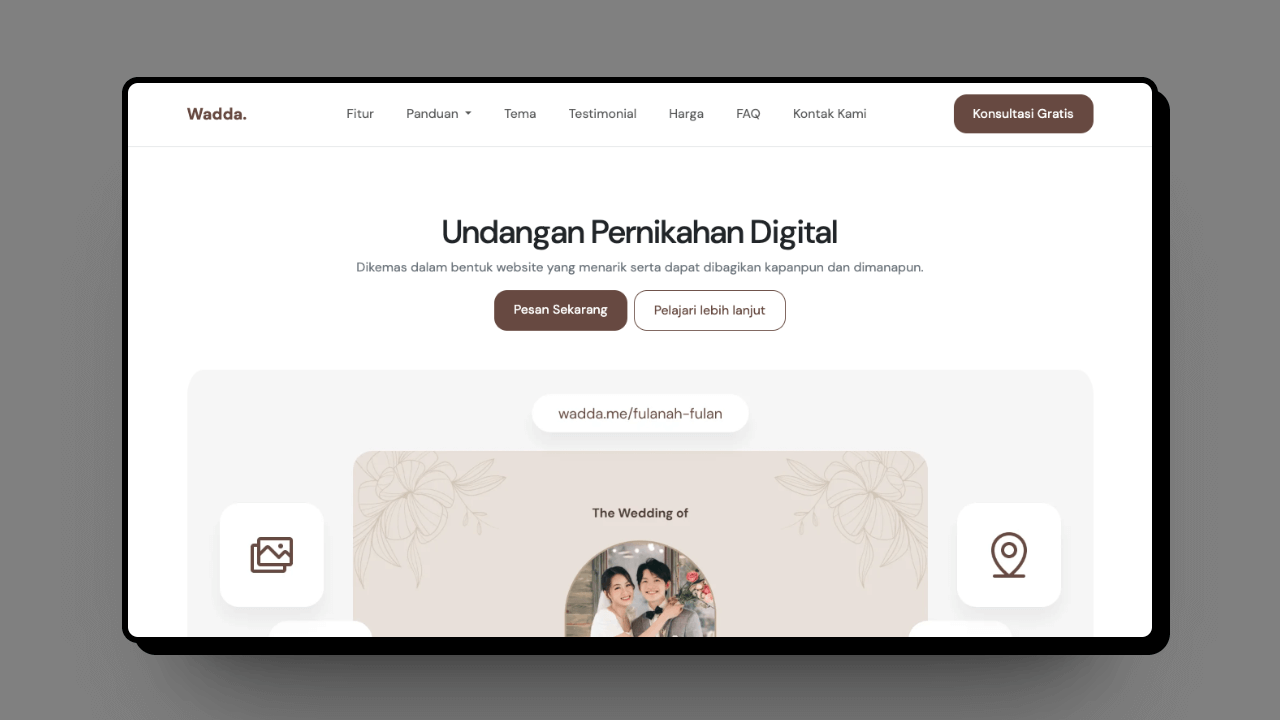 Wadda.
Fitur
Panduan
Tema
Testimonial
Harga
FAQ
Kontak Kami
Konsultasi Gratis
Undangan Pernikahan Digital
Dikemas dalam bentuk website yang menarik serta dapat dibagikan kapanpun dan dimanapun.
Pesan Sekarang
Pelajari lebih lanjut
wadda.me/fulanah-fulan
The Wedding of